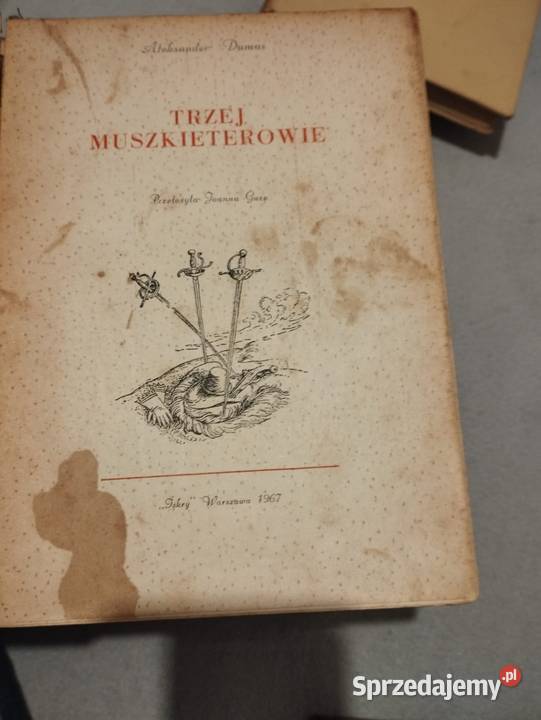 Aleksander Dumas
TRZEJ
MUSZKIETEROWIE
Przełożyła Joanna Guze
„Iskry” Warszawa 1967
Sprzedajemy.pl